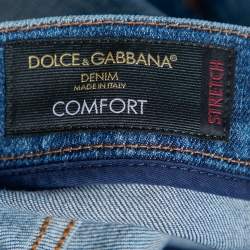 DOLCE & GABBANA®
DENIM
MADE IN ITALY
COMFORT
STRETCH